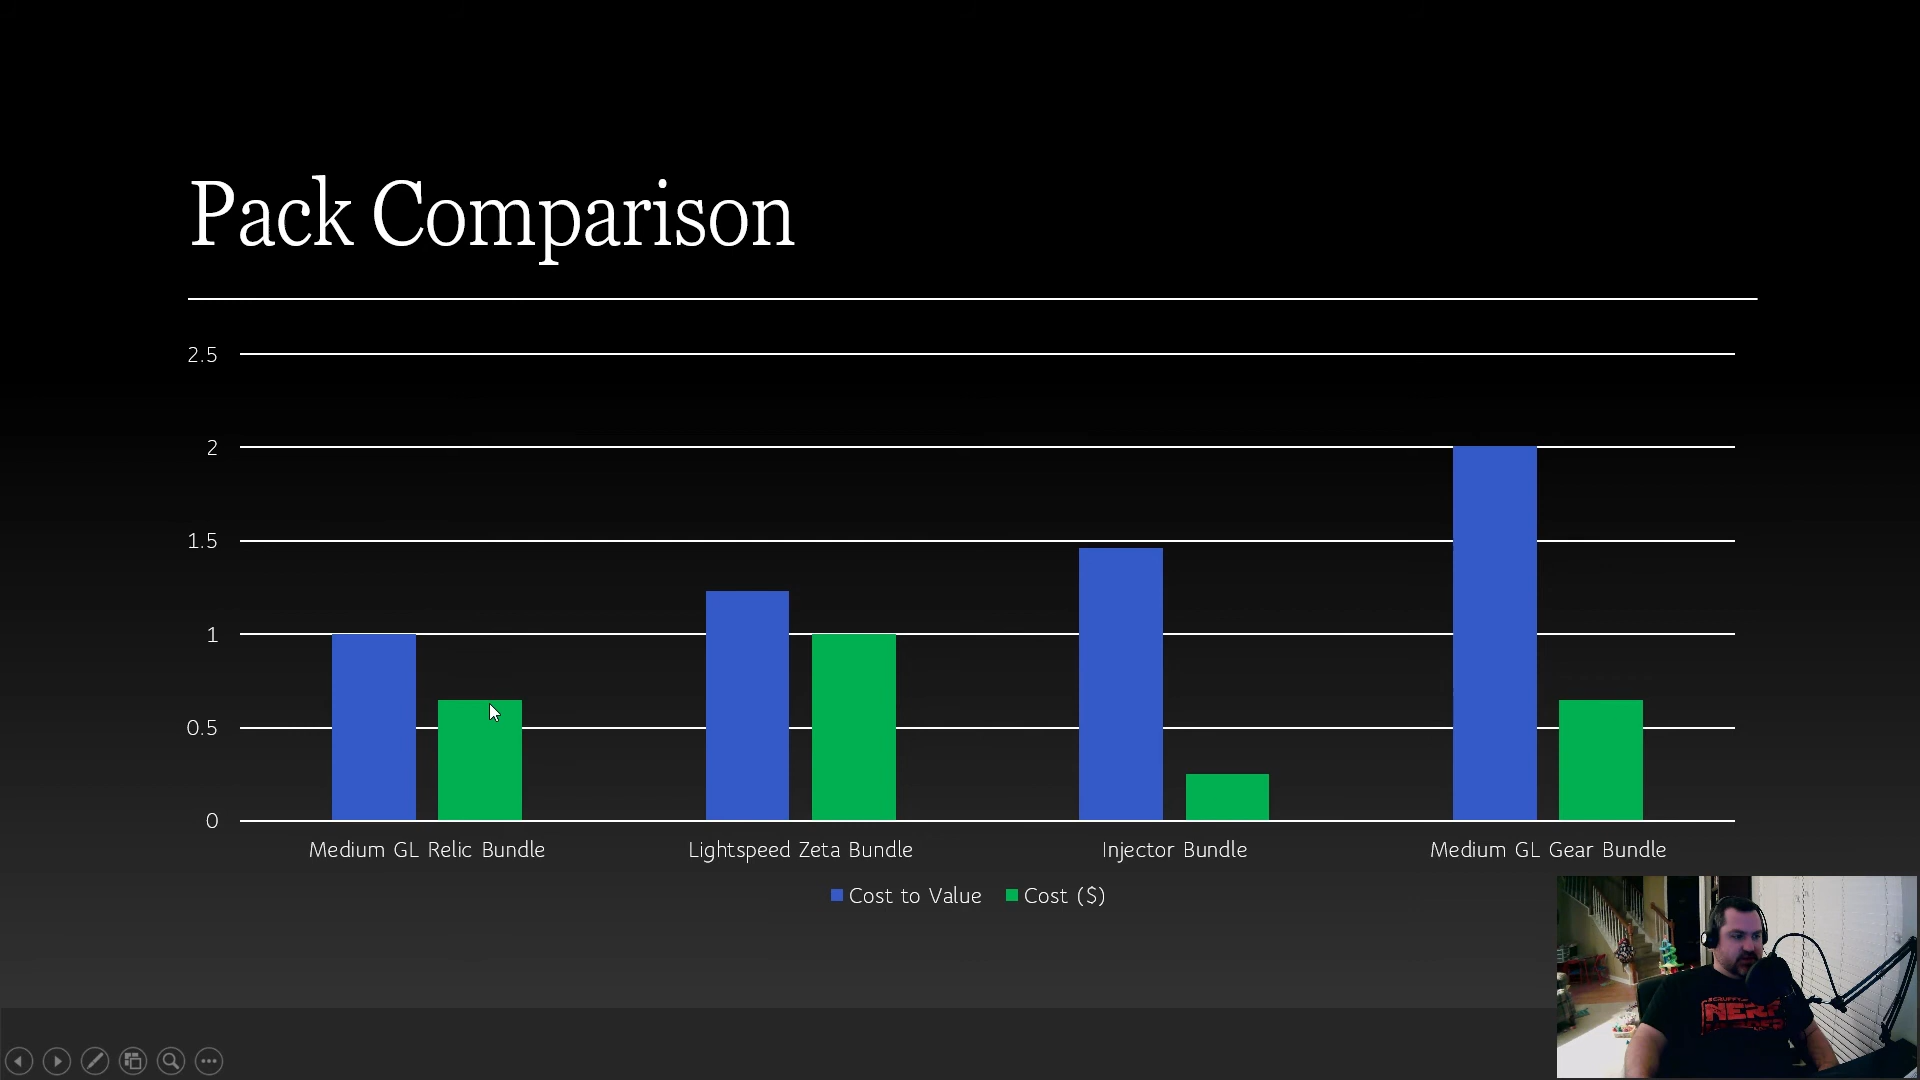 Pack Comparison
2.5
2
1.5
1
0.5
0
Medium GL Relic Bundle
Lightspeed Zeta Bundle
Injector Bundle
Medium GL Gear Bundle
Cost to Value
Cost ($)
NERF